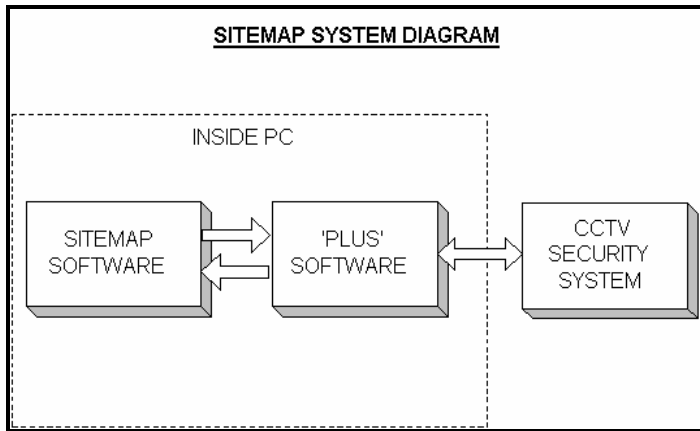 SITEMAP SYSTEM DIAGRAM
INSIDE PC
SITEMAP
SOFTWARE
'PLUS'
SOFTWARE
CCTV
SECURITY
SYSTEM